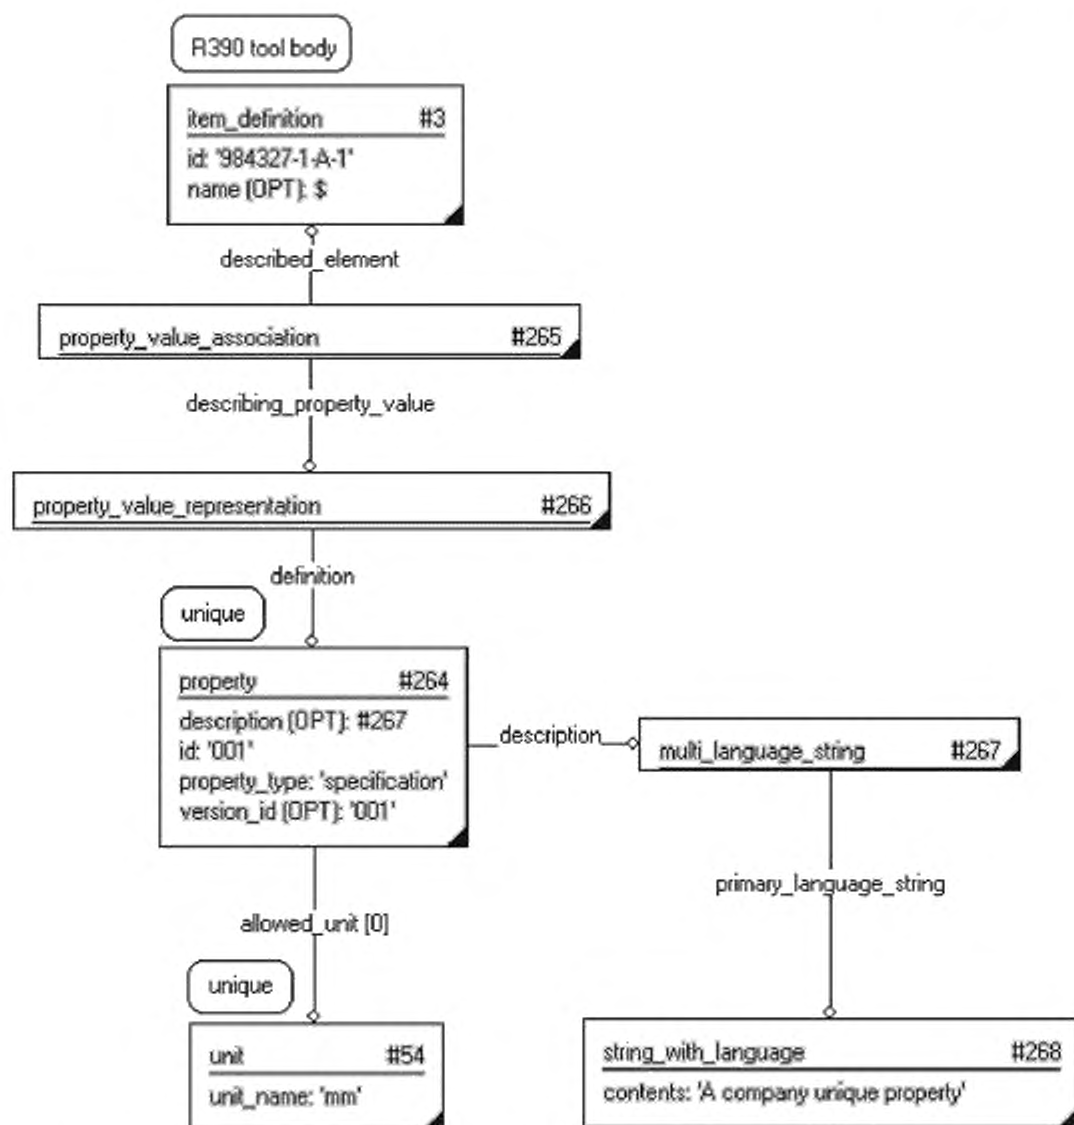 R390 tool body
item_definition #3
id: '984327-1-A-1'
name (OPT): $
described_element
property_value_association #265
describing_property_value
property_value_representation #266
definition
unique
property #264
description (OPT): #267
id: '001'
property_type: 'specification'
version_id (OPT): '001'
description
multi_language_string #267
primary_language_string
allowed_unit [0]
unique
unit #54
unit_name: 'mm'
string_with_language #268
contents: 'A company unique property'